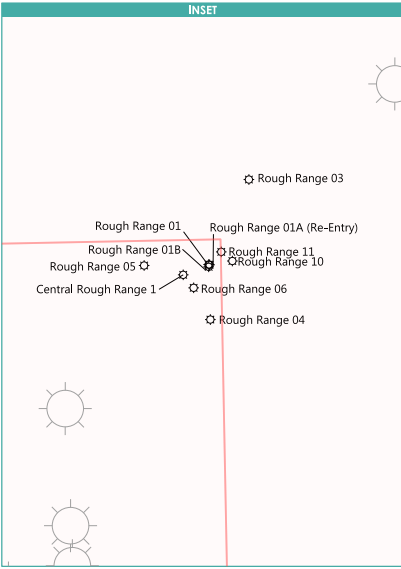 INSET
Rough Range 03
Rough Range 01
Rough Range 01A (Re-Entry)
Rough Range 01B
Rough Range 11
Rough Range 05
Rough Range 10
Central Rough Range 1
Rough Range 06
Rough Range 04